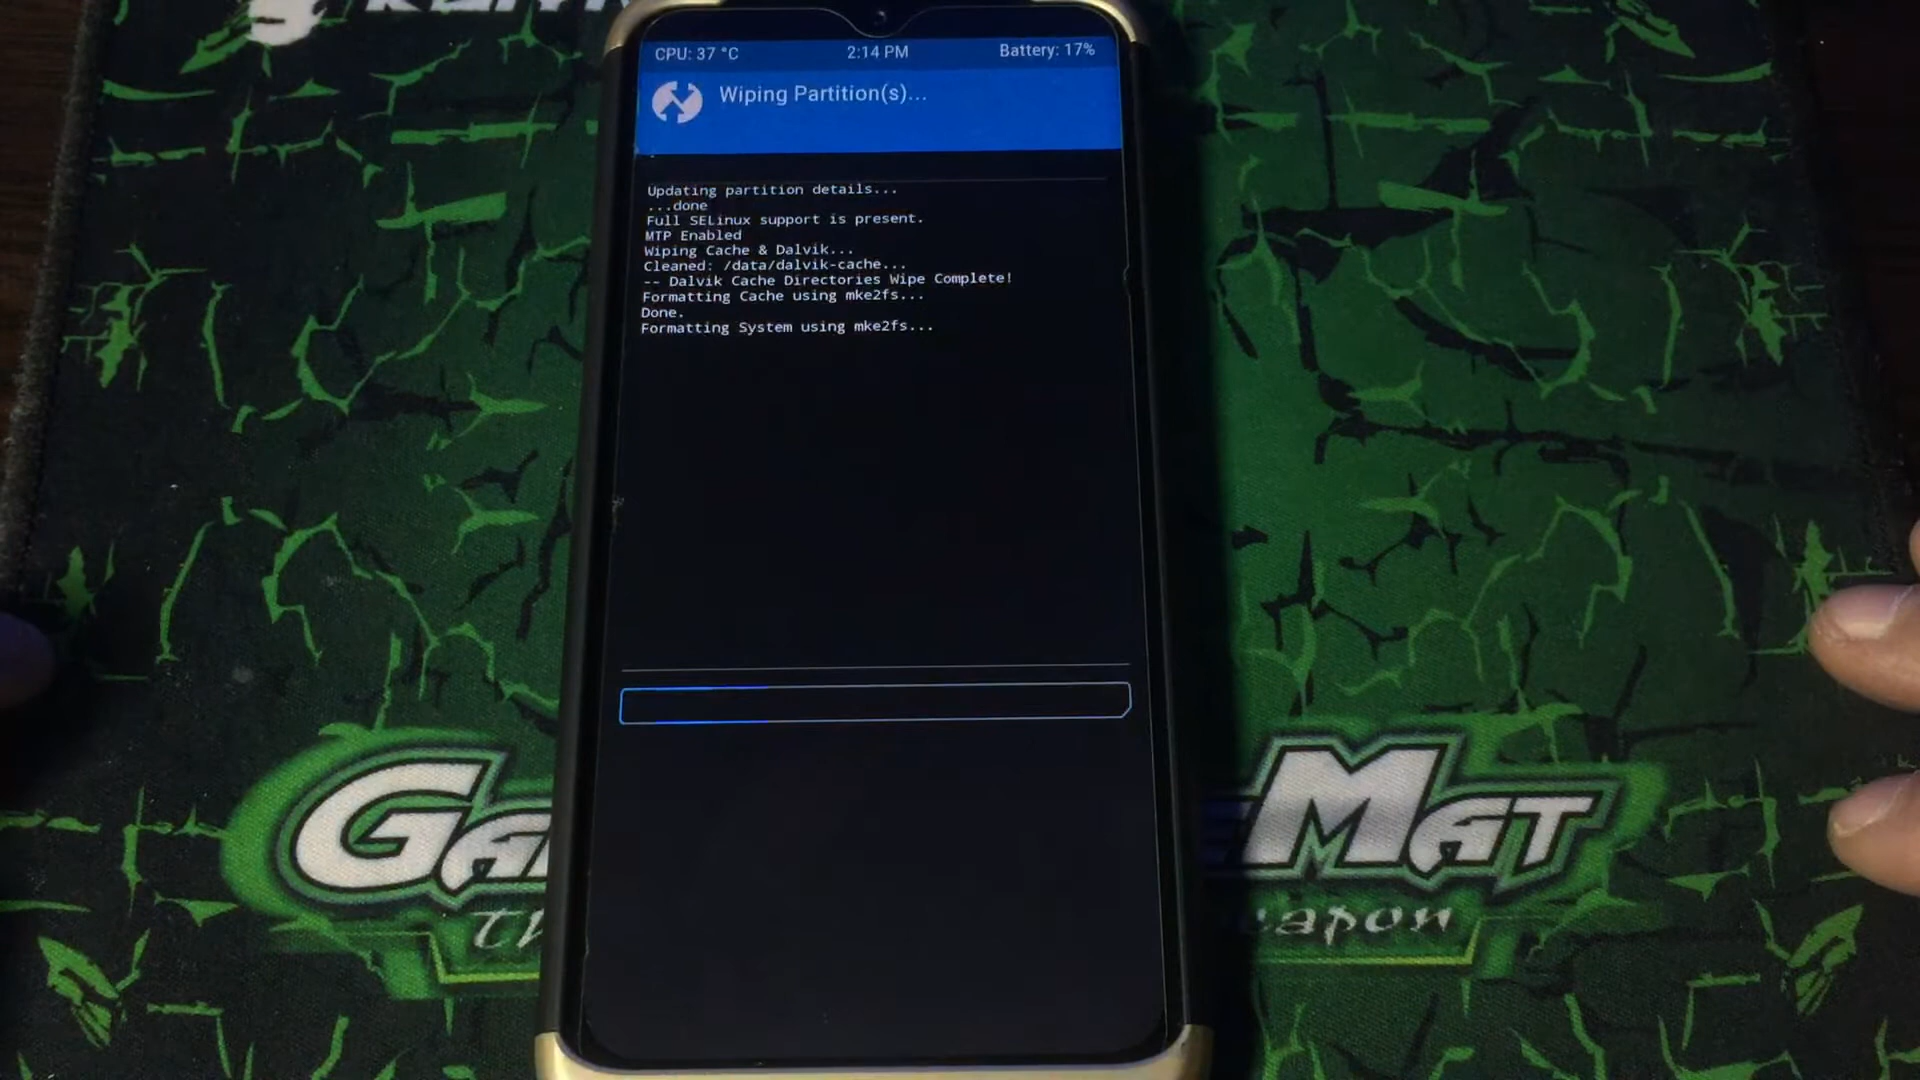 CPU: 37 °C 2:14 PM Battery: 17%
Wiping Partition(s)...
Updating partition details...
...done
Full SELinux support is present.
MTP Enabled
Wiping Cache & Dalvik...
Cleaned: /data/dalvik-cache...
-- Dalvik Cache Directories Wipe Complete!
Formatting Cache using mke2fs...
Done.
Formatting System using mke2fs...
MAT